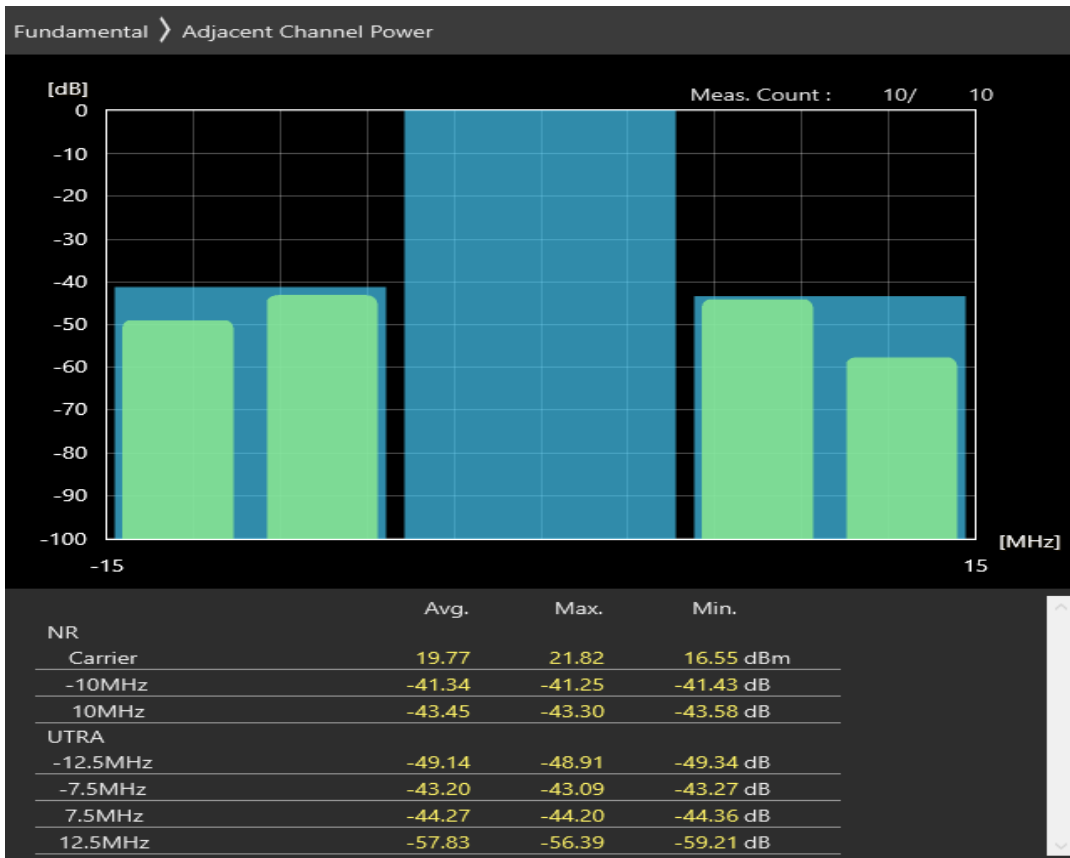 Fundamental 〉 Adjacent Channel Power
[dB]
Meas. Count : 10/ 10
0
-10
-20
-30
-40
-50
-60
-70
-80
-90
-100
[MHz]
-15 15
Avg. Max. Min.
NR
Carrier 19.77 21.82 16.55 dBm
-10MHz -41.34 -41.25 -41.43 dB
10MHz -43.45 -43.30 -43.58 dB
UTRA
-12.5MHz -49.14 -48.91 -49.34 dB
-7.5MHz -43.20 -43.09 -43.27 dB
7.5MHz -44.27 -44.20 -44.36 dB
12.5MHz -57.83 -56.39 -59.21 dB